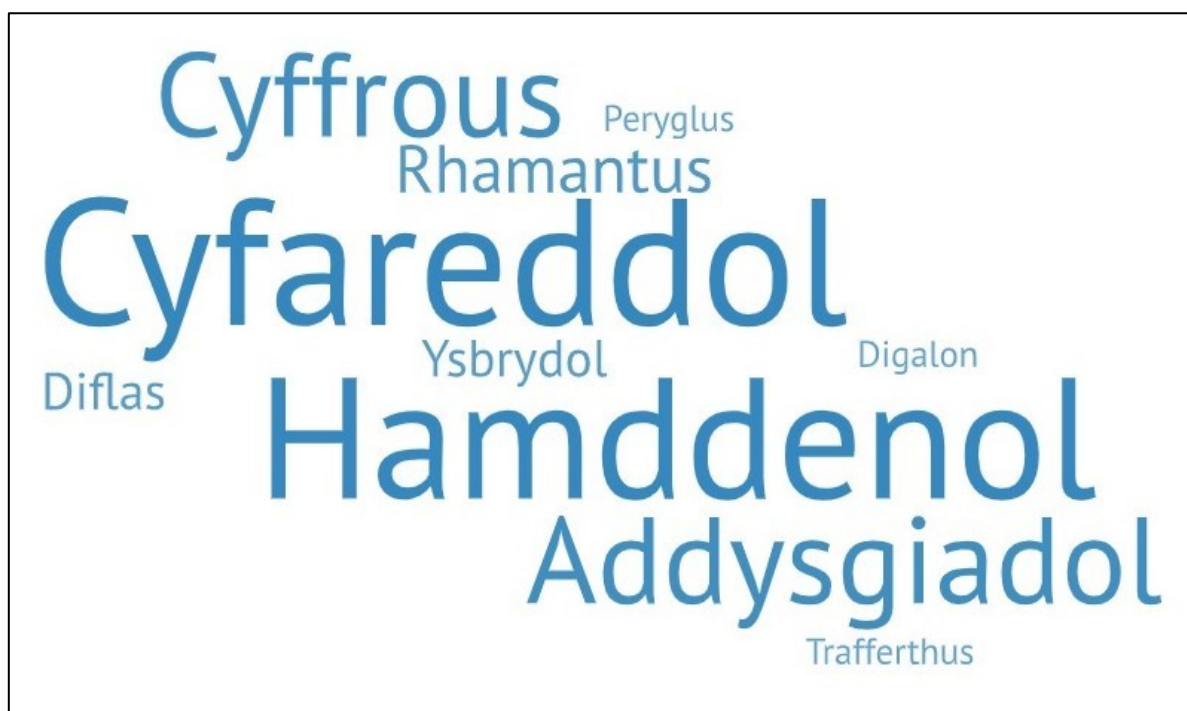 Cyffrous
Peryglus
Rhamantus
Cyfareddol
Ysbrydol
Digalon
Diflas
Hamddenol
Addysgiadol
Trafferthus